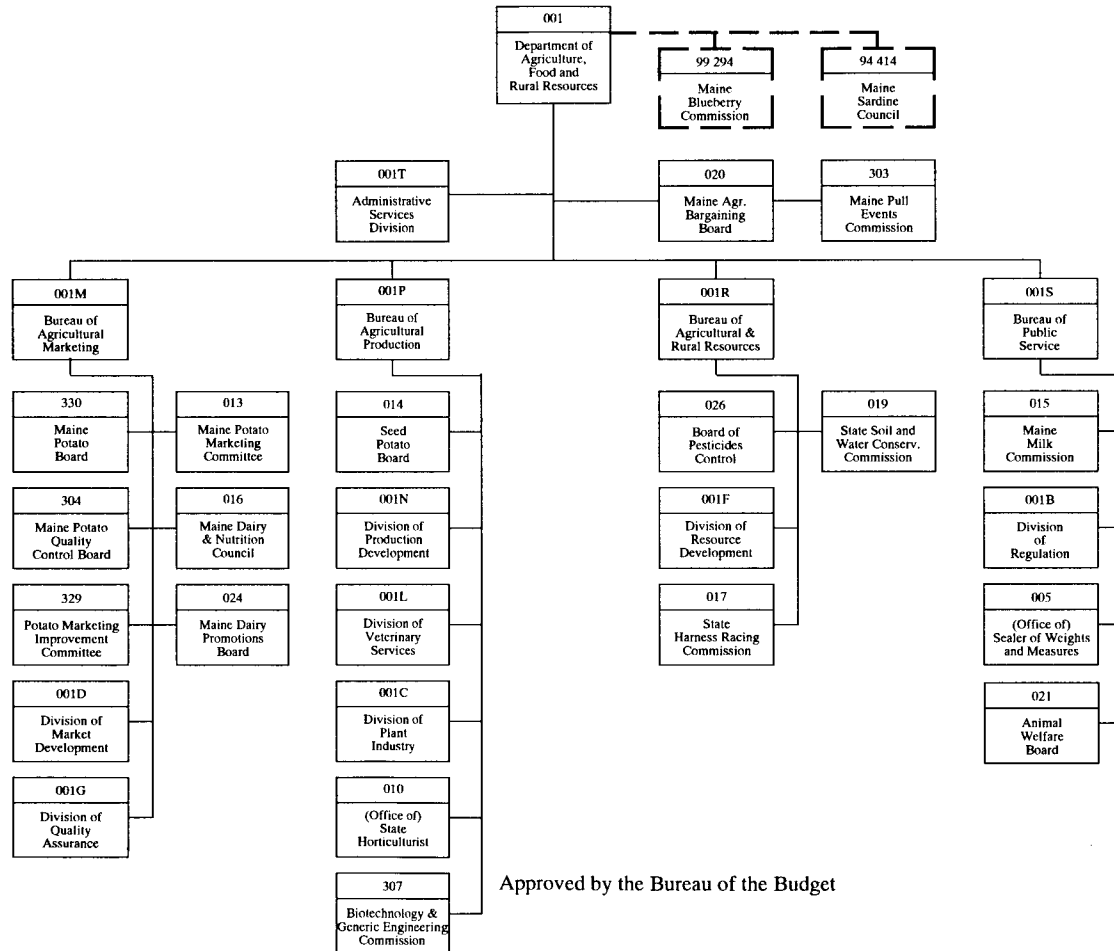 001
Department of
Agriculture,
Food and
Rural Resources
99 294
Maine
Blueberry
Commission
94 414
Maine
Sardine
Council
001T
Administrative
Services
Division
020
Maine Agr.
Bargaining
Board
303
Maine Pull
Events
Commission
001M
Bureau of
Agricultural
Marketing
001P
Bureau of
Agricultural
Production
001R
Bureau of
Agricultural &
Rural Resources
001S
Bureau of
Public
Service
330
Maine
Potato
Board
013
Maine Potato
Marketing
Committee
014
Seed
Potato
Board
026
Board of
Pesticides
Control
019
State Soil and
Water Conserv.
Commission
015
Maine
Milk
Commission
304
Maine Potato
Quality
Control Board
016
Maine Dairy
& Nutrition
Council
001N
Division of
Production
Development
001F
Division of
Resource
Development
001B
Division
of
Regulation
329
Potato Marketing
Improvement
Committee
024
Maine Dairy
Promotions
Board
001L
Division of
Veterinary
Services
017
State
Harness Racing
Commission
005
(Office of)
Sealer of Weights
and Measures
001D
Division of
Market
Development
001C
Division of
Plant
Industry
021
Animal
Welfare
Board
001G
Division of
Quality
Assurance
010
(Office of)
State
Horticulturist
307
Biotechnology &
Generic Engineering
Commission
Approved by the Bureau of the Budget